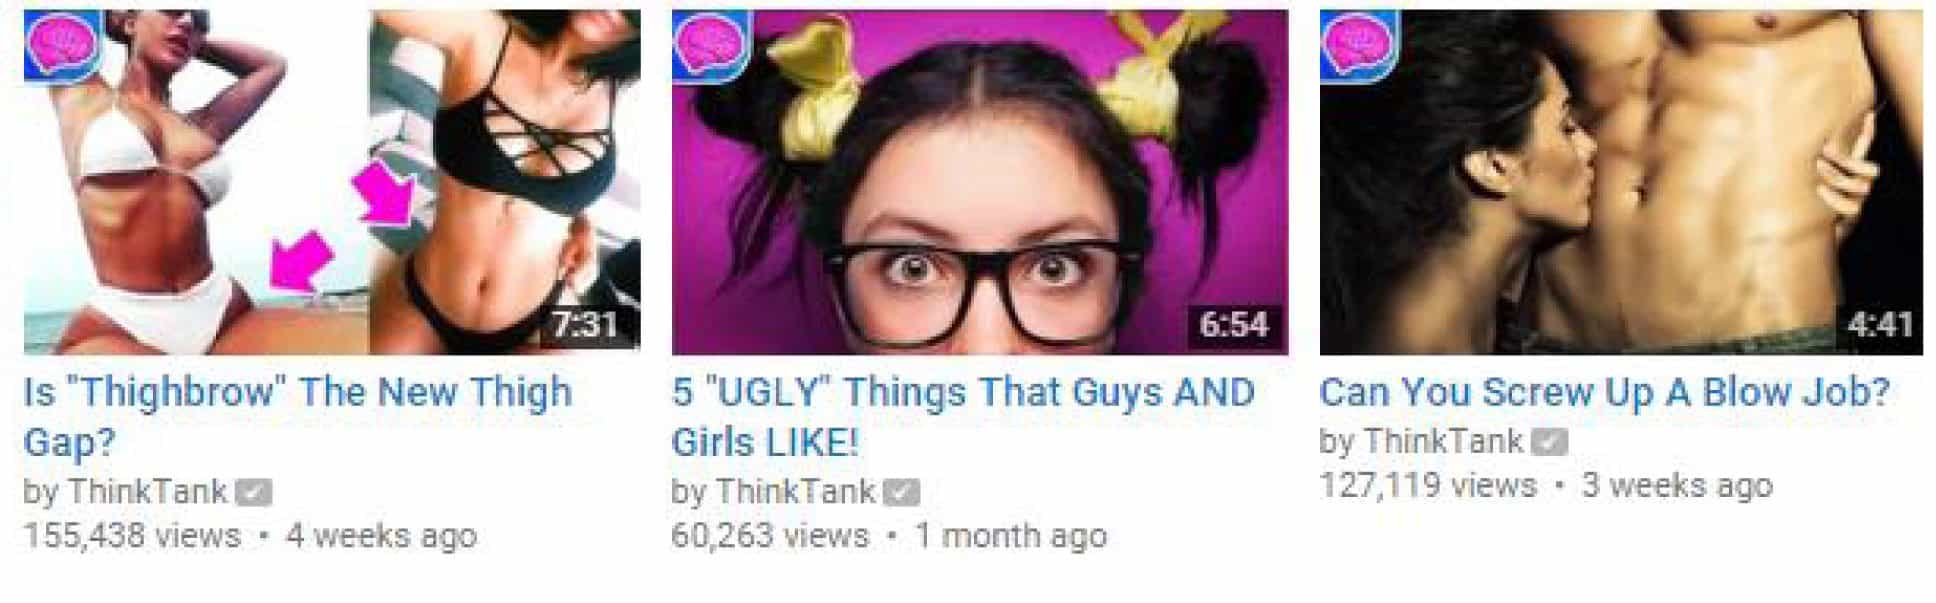 7:31
6:54
4:41
Is "Thighbrow" The New Thigh
Gap?
by ThinkTank
155,438 views • 4 weeks ago
5 "UGLY" Things That Guys AND
Girls LIKE!
by ThinkTank
60,263 views • 1 month ago
Can You Screw Up A Blow Job?
by ThinkTank
127,119 views • 3 weeks ago